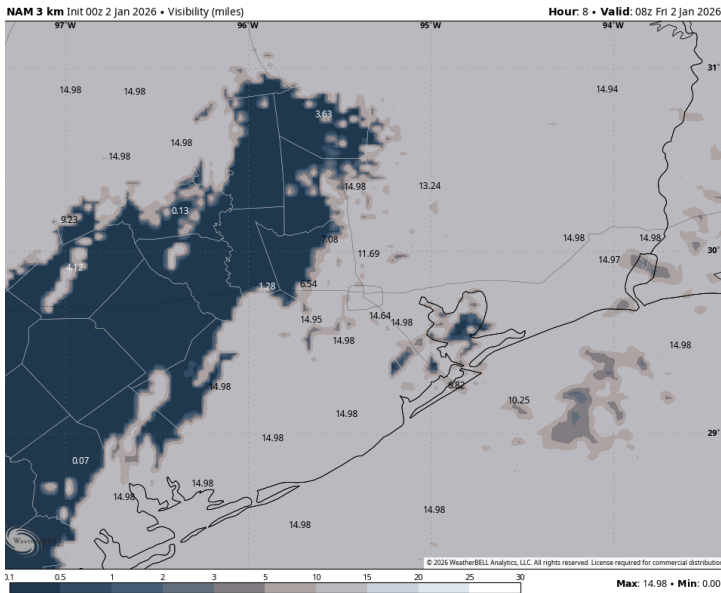 NAM 3 km Init 00z 2 Jan 2026 • Visibility (miles) Hour: 8 • Valid: 08z Fri 2 Jan 2026
97°W 96°W 95°W 94°W
31°
14.98 14.98 14.94
3.63
14.98
14.98
14.98 13.24
0.13
9.23
7.08 14.98 14.98
30°
11.69 14.97
4.12
1.28 6.54
14.95 14.64 14.98
14.98 14.98
14.98 6.82
10.25
14.98
14.98 29°
0.07
14.98 14.98
14.98
14.98
© 2026 WeatherBELL Analytics, LLC. All rights reserved. License required for commercial distribution
0.1 0.5 1 2 3 5 10 15 20 25 30
Max: 14.98 • Min: 0.00